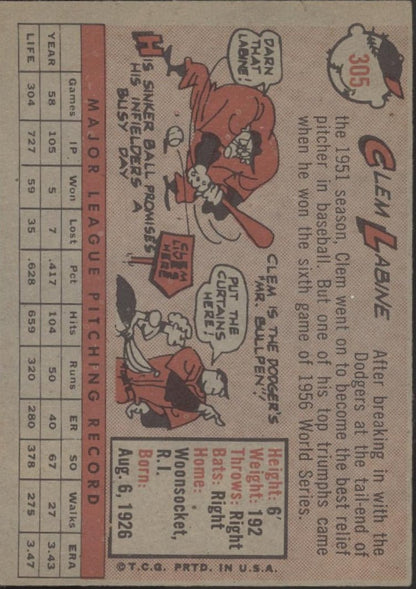 305
CLEM LABINE
After breaking in with the
Dodgers at the tail-end of
the 1951 season, Clem went on to become the best relief
pitcher in baseball. But one of his top triumphs came
when he won the sixth game of 1956 World Series.
DARN
THAT
LABINE!
HIS SINKER BALL PROMISES
HIS INFIELDERS A
BUSY DAY
CLEM IS THE DODGER'S
"MR. BULLPEN"!
CLEM
LIVES
HERE
PUT THE
CURTAINS
HERE!
Height: 6'
Weight: 192
Throws: Right
Bats: Right
Home:
Woonsocket,
R.I.
Born:
Aug. 6, 1926
MAJOR LEAGUE PITCHING RECORD
Games IP Won Lost Pct Hits Runs ER SO Walks ERA
YEAR 58 105 5 7 .417 104 50 40 67 27 3.43
LIFE 304 727 59 35 .628 659 320 280 378 275 3.47
© T.C.G. PRTD. IN U.S.A.